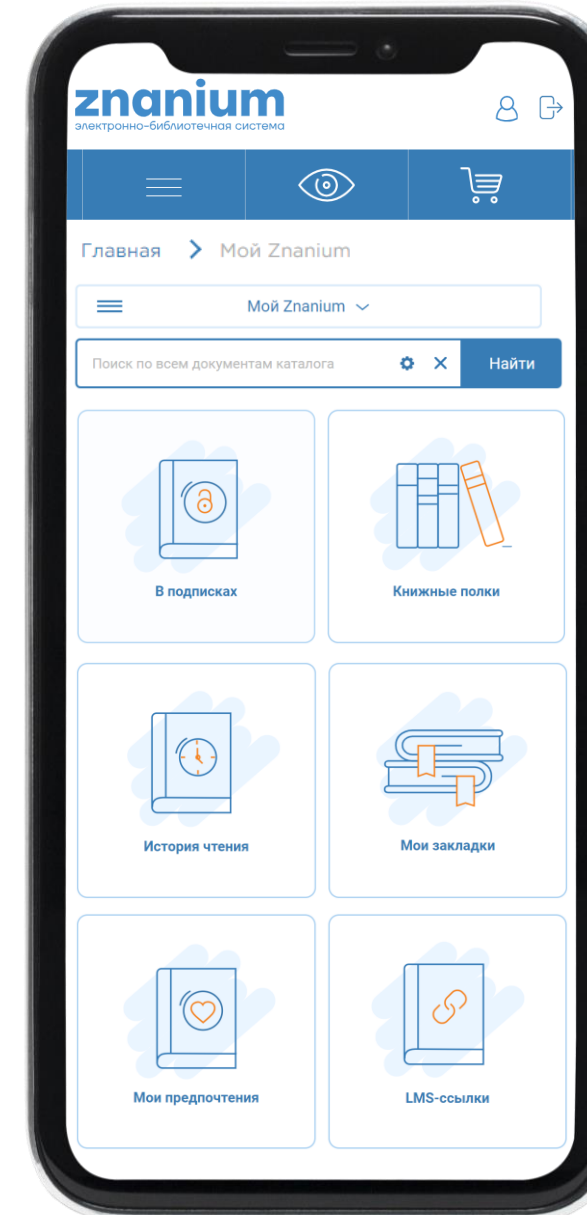 znanium
электронно-библиотечная система
Главная > Мой Znanium
Мой Znanium
Поиск по всем документам каталога
Найти
В подписках
Книжные полки
История чтения
Мои закладки
Мои предпочтения
LMS-ссылки